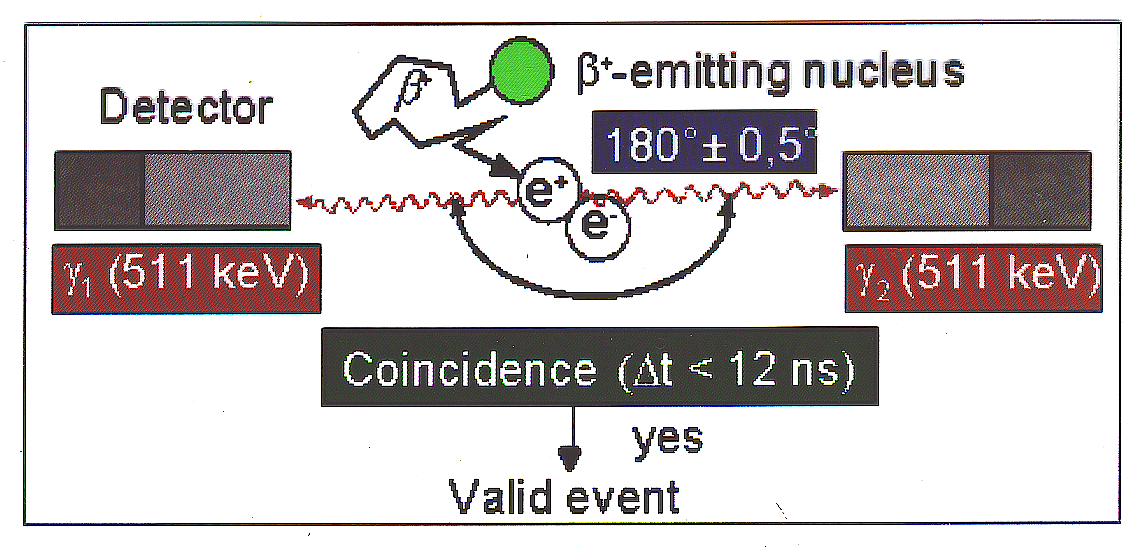 β⁺-emitting nucleus
Detector
β⁺
180°± 0,5°
e⁺
e⁻
γ₁ (511 keV)
γ₂ (511 keV)
Coincidence (Δt < 12 ns)
yes
Valid event